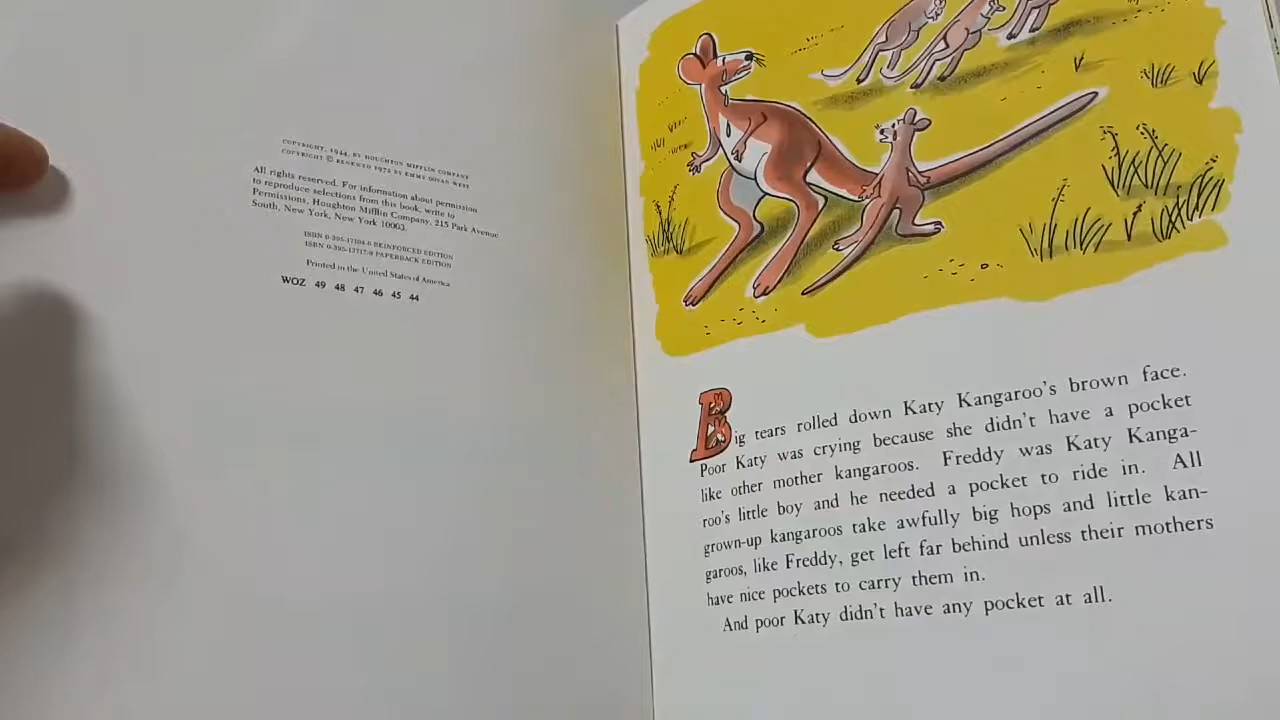 COPYRIGHT, 1944, BY HOUGHTON MIFFLIN COMPANY
COPYRIGHT © RENEWED 1972 BY EMMY GOVAN WEST
All rights reserved. For information about permission
to reproduce selections from this book, write to
Permissions, Houghton Mifflin Company, 215 Park Avenue
South, New York, New York 10003.
ISBN 0-395-17104-0 REINFORCED EDITION
ISBN 0-395-13717-9 PAPERBACK EDITION
Printed in the United States of America
WOZ 49 48 47 46 45 44
Big tears rolled down Katy Kangaroo's brown face.
Poor Katy was crying because she didn't have a pocket
like other mother kangaroos. Freddy was Katy Kanga-
roo's little boy and he needed a pocket to ride in. All
grown-up kangaroos take awfully big hops and little kan-
garoos, like Freddy, get left far behind unless their mothers
have nice pockets to carry them in.
And poor Katy didn't have any pocket at all.